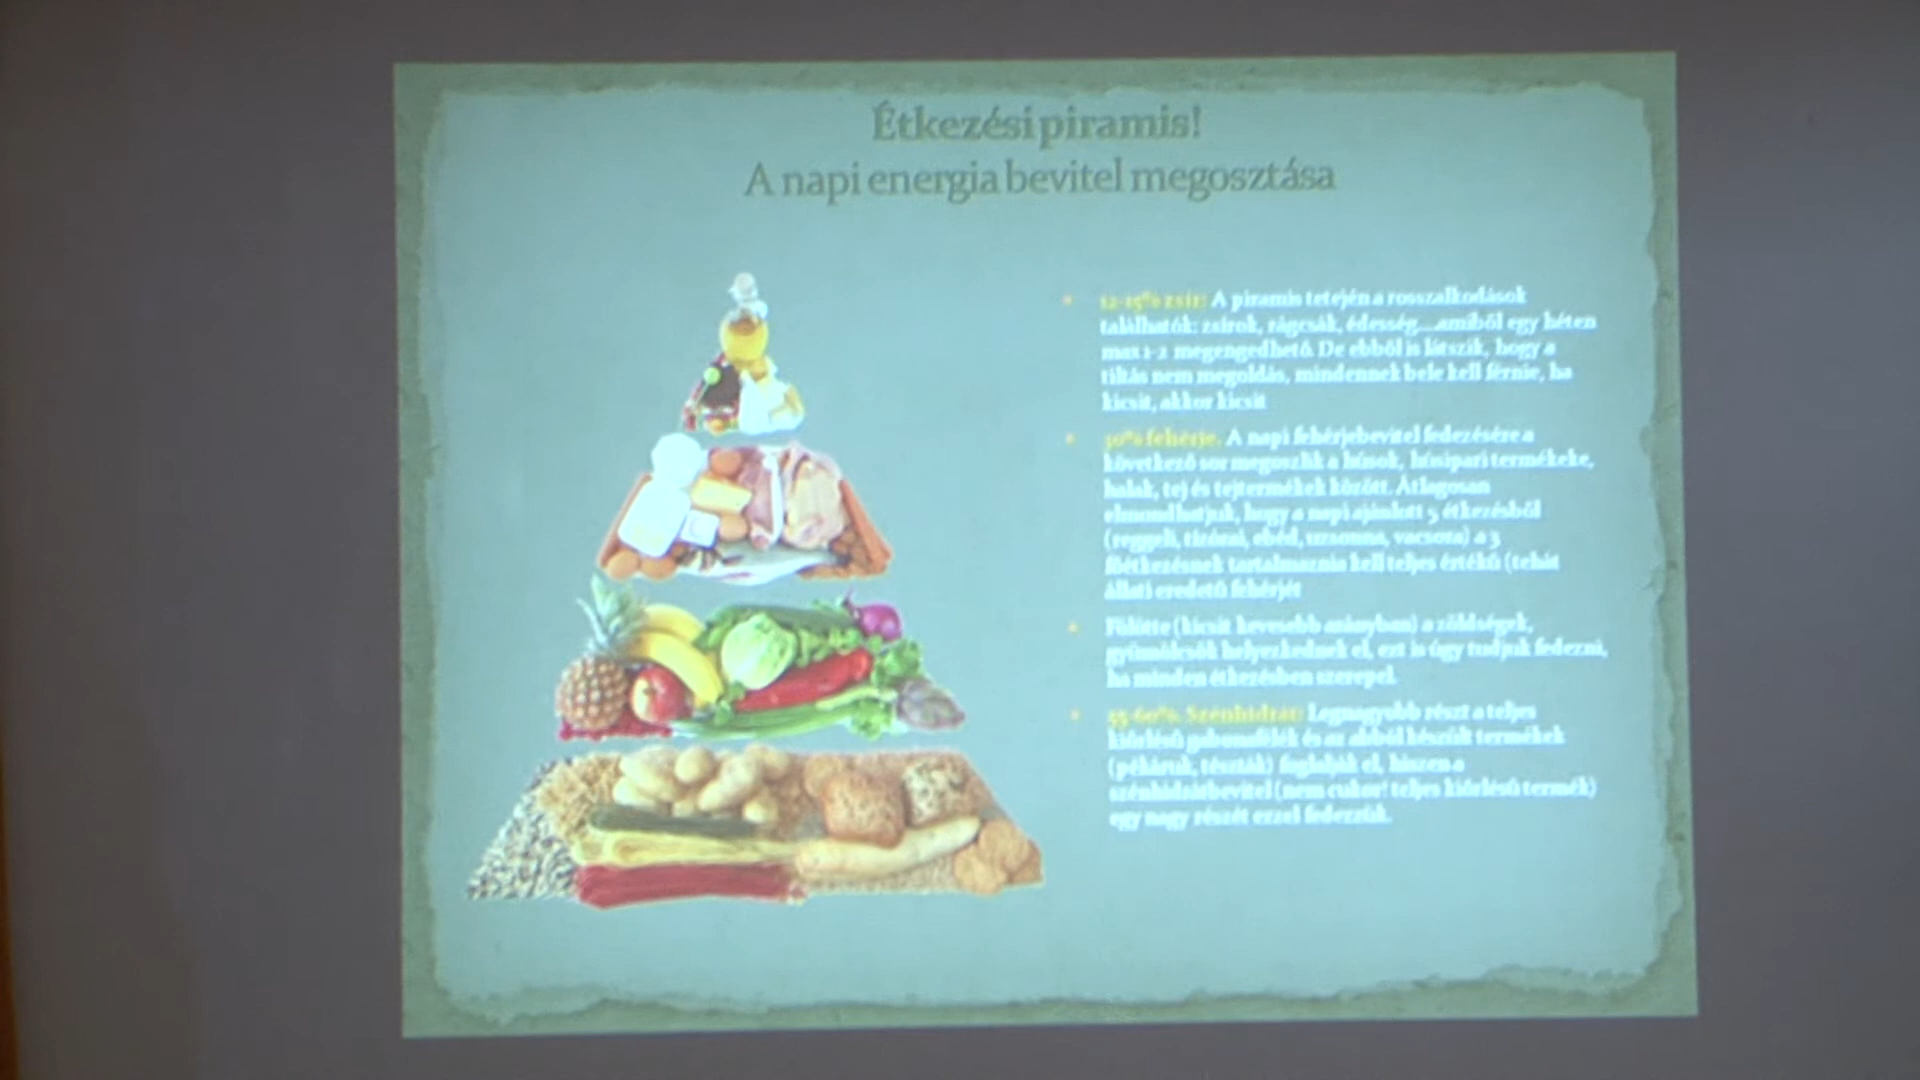 Étkezési piramis!
A napi energia bevitel megosztása
12-15% zsír: A piramis tetején a rosszalkodások
találhatók: zsírok, rágcsák, édesség....amiből egy héten
max 1-2 megengedhető. De ebből is látszik, hogy a
tiltás nem megoldás, mindennek bele kell férnie, ha
kicsit, akkor kicsit
30% fehérje. A napi fehérjebevitel fedezésére a
következő sor megoszlik a húsok, húsipari termékeke,
halak, tej és tejtermékek között. Átlagosan
elmondhatjuk, hogy a napi ajánlott 5 étkezésből
(reggeli, tízórai, ebéd, uzsonna, vacsora) a 3
főétkezésnek tartalmaznia kell teljes értékű (tehát
állati eredetű fehérjét
Fölötte (kicsit kevesebb arányban) a zöldségek,
gyümölcsök helyezkednek el, ezt is úgy tudjuk fedezni,
ha minden étkezésben szerepel.
55-60%. Szénhidrát: Legnagyobb részt a teljes
kiőrlésű gabonafélék és az abból készült termékek
(pékáruk, tészták) foglalják el, hiszen a
szénhidrátbevitel (nem cukor! teljes kiőrlésű termék)
egy nagy részét ezzel fedezzük.